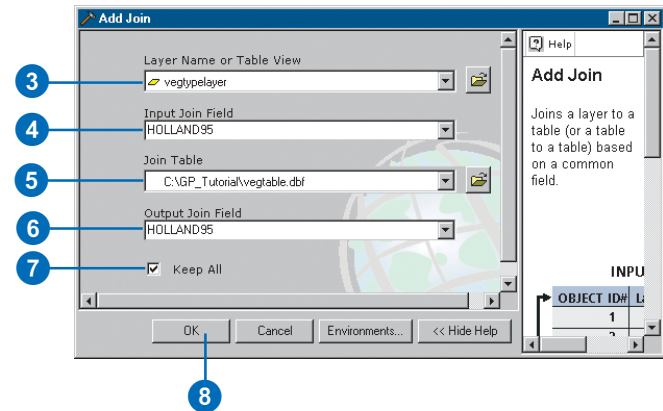 Add Join
Layer Name or Table View
3
vegtypelayer
Input Join Field
4
HOLLAND95
Join Table
5
C:\GP_Tutorial\vegtable.dbf
Output Join Field
6
HOLLAND95
7
Keep All
OK
Cancel
Environments...
<< Hide Help
8
Help
Add Join
Joins a layer to a
table (or a table
to a table) based
on a common
field.
INPU
OBJECT ID#
1